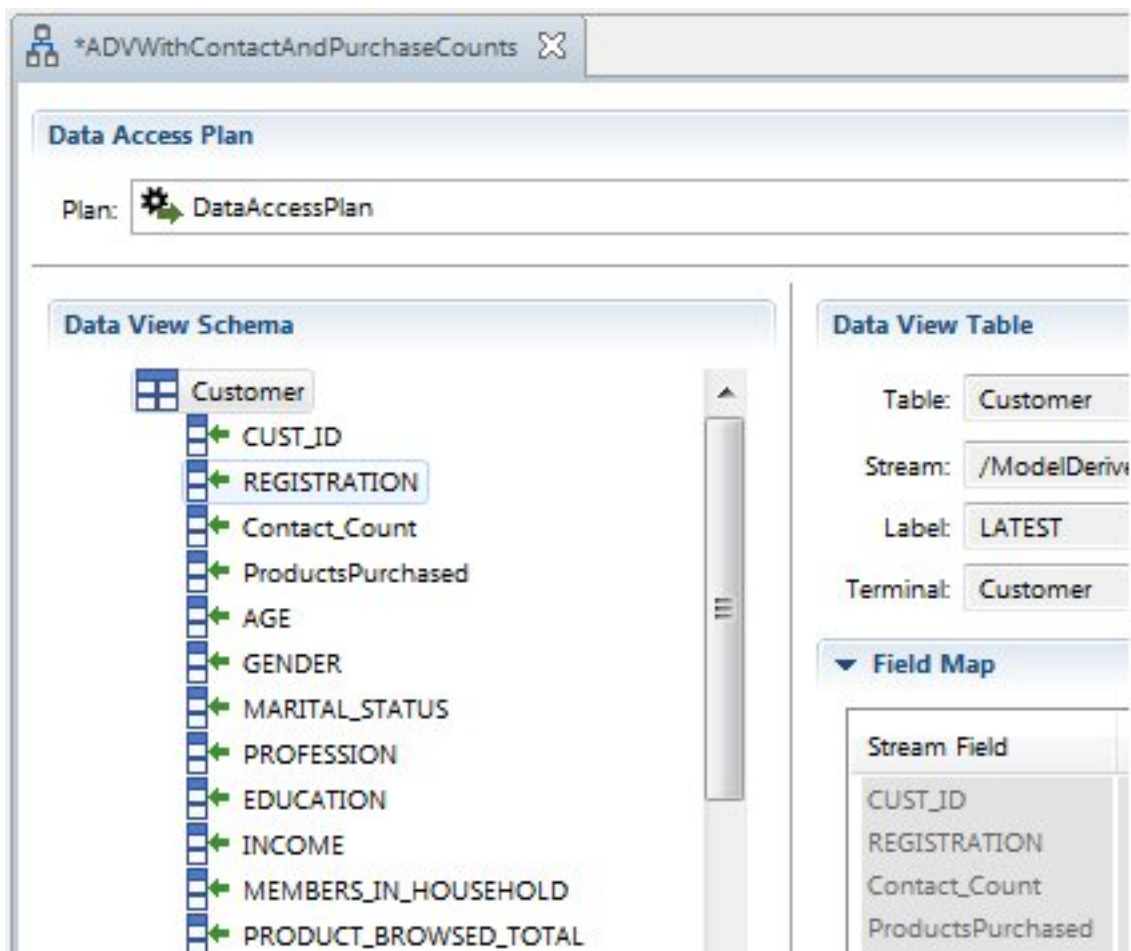 *ADVWithContactAndPurchaseCounts
Data Access Plan
Plan: DataAccessPlan
Data View Schema
Customer
CUST_ID
REGISTRATION
Contact_Count
ProductsPurchased
AGE
GENDER
MARITAL_STATUS
PROFESSION
EDUCATION
INCOME
MEMBERS_IN_HOUSEHOLD
PRODUCT_BROWSED_TOTAL
Data View Table
Table: Customer
Stream: /ModelDerive
Label: LATEST
Terminal: Customer
Field Map
Stream Field
CUST_ID
REGISTRATION
Contact_Count
ProductsPurchased